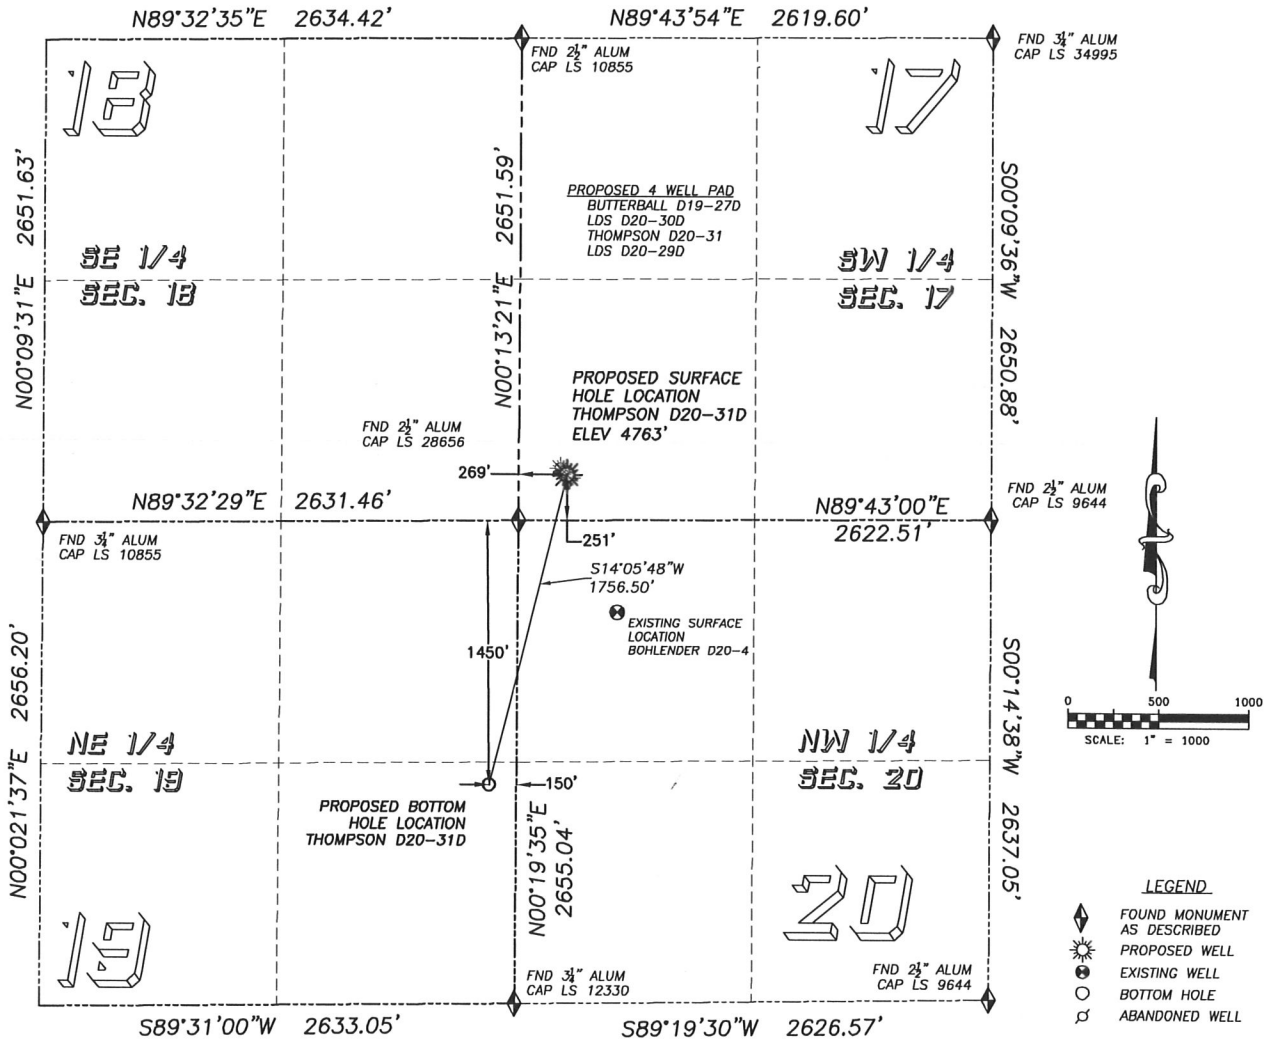 N89°32'35"E 2634.42'
N89°43'54"E 2619.60'
FND 2½" ALUM
CAP LS 10855
FND 3¼" ALUM
CAP LS 34995
18
17
N00°09'31"E 2651.63'
N00°13'21"E 2651.59'
S00°09'36"W 2650.88'
PROPOSED 4 WELL PAD
BUTTERBALL D19-27D
LDS D20-30D
THOMPSON D20-31
LDS D20-29D
SE 1/4
SEC. 18
SW 1/4
SEC. 17
PROPOSED SURFACE
HOLE LOCATION
THOMPSON D20-31D
ELEV 4763'
FND 2½" ALUM
CAP LS 28656
269'
N89°32'29"E 2631.46'
N89°43'00"E
2622.51'
FND 2½" ALUM
CAP LS 9644
FND 3¼" ALUM
CAP LS 10855
251'
S14°05'48"W
1756.50'
EXISTING SURFACE
LOCATION
BOHLENDER D20-4
1450'
N00°021'37"E 2656.20'
S00°14'38"W 2637.05'
0 500 1000
SCALE: 1" = 1000
NE 1/4
SEC. 19
NW 1/4
SEC. 20
150'
PROPOSED BOTTOM
HOLE LOCATION
THOMPSON D20-31D
N00°19'35"E
2655.04'
19
20
FND 3¼" ALUM
CAP LS 12330
FND 2½" ALUM
CAP LS 9644
S89°31'00"W 2633.05'
S89°19'30"W 2626.57'
LEGEND
FOUND MONUMENT
AS DESCRIBED
PROPOSED WELL
EXISTING WELL
BOTTOM HOLE
ABANDONED WELL